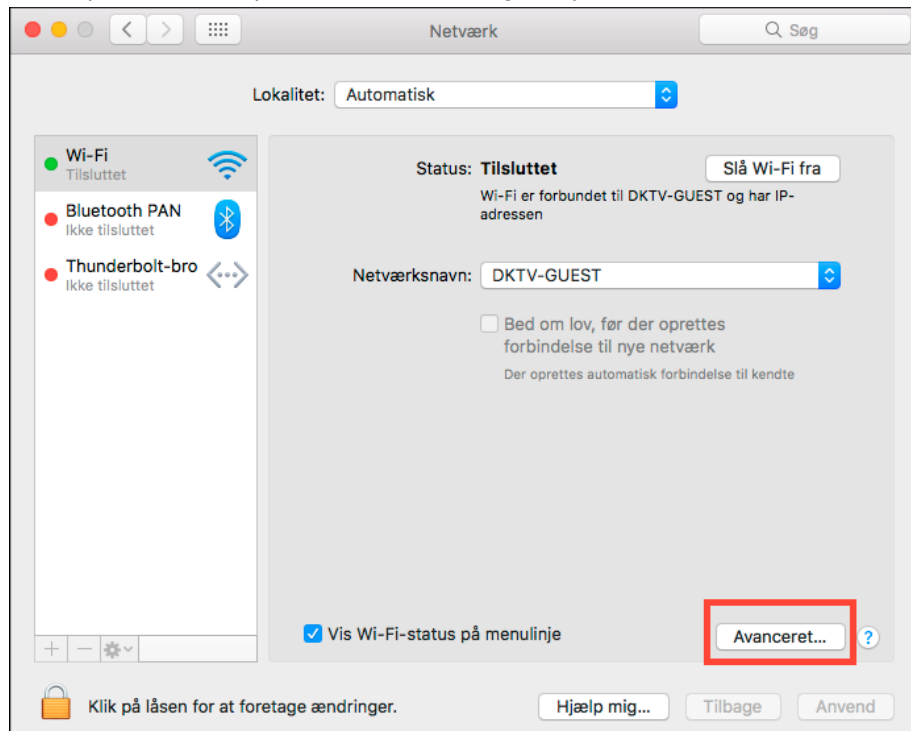 Netværk
Søg
Lokalitet: Automatisk
Wi-Fi
Tilsluttet
Bluetooth PAN
Ikke tilsluttet
Thunderbolt-bro
Ikke tilsluttet
Status: Tilsluttet
Slå Wi-Fi fra
Wi-Fi er forbundet til DKTV-GUEST og har IP-
adressen
Netværksnavn: DKTV-GUEST
Bed om lov, før der oprettes
forbindelse til nye netværk
Der oprettes automatisk forbindelse til kendte
Vis Wi-Fi-status på menulinje
Avanceret...
?
Klik på låsen for at foretage ændringer.
Hjælp mig...
Tilbage
Anvend